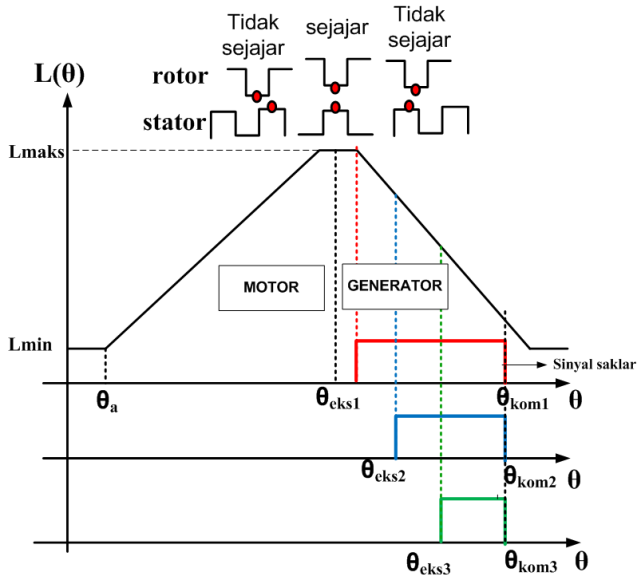 Tidak
sejajar
sejajar
Tidak
sejajar
L(θ)
rotor
stator
Lmaks
MOTOR
GENERATOR
Lmin
Sinyal saklar
θa
θeks1
θkom1
θ
θeks2
θkom2
θ
θeks3
θkom3
θ